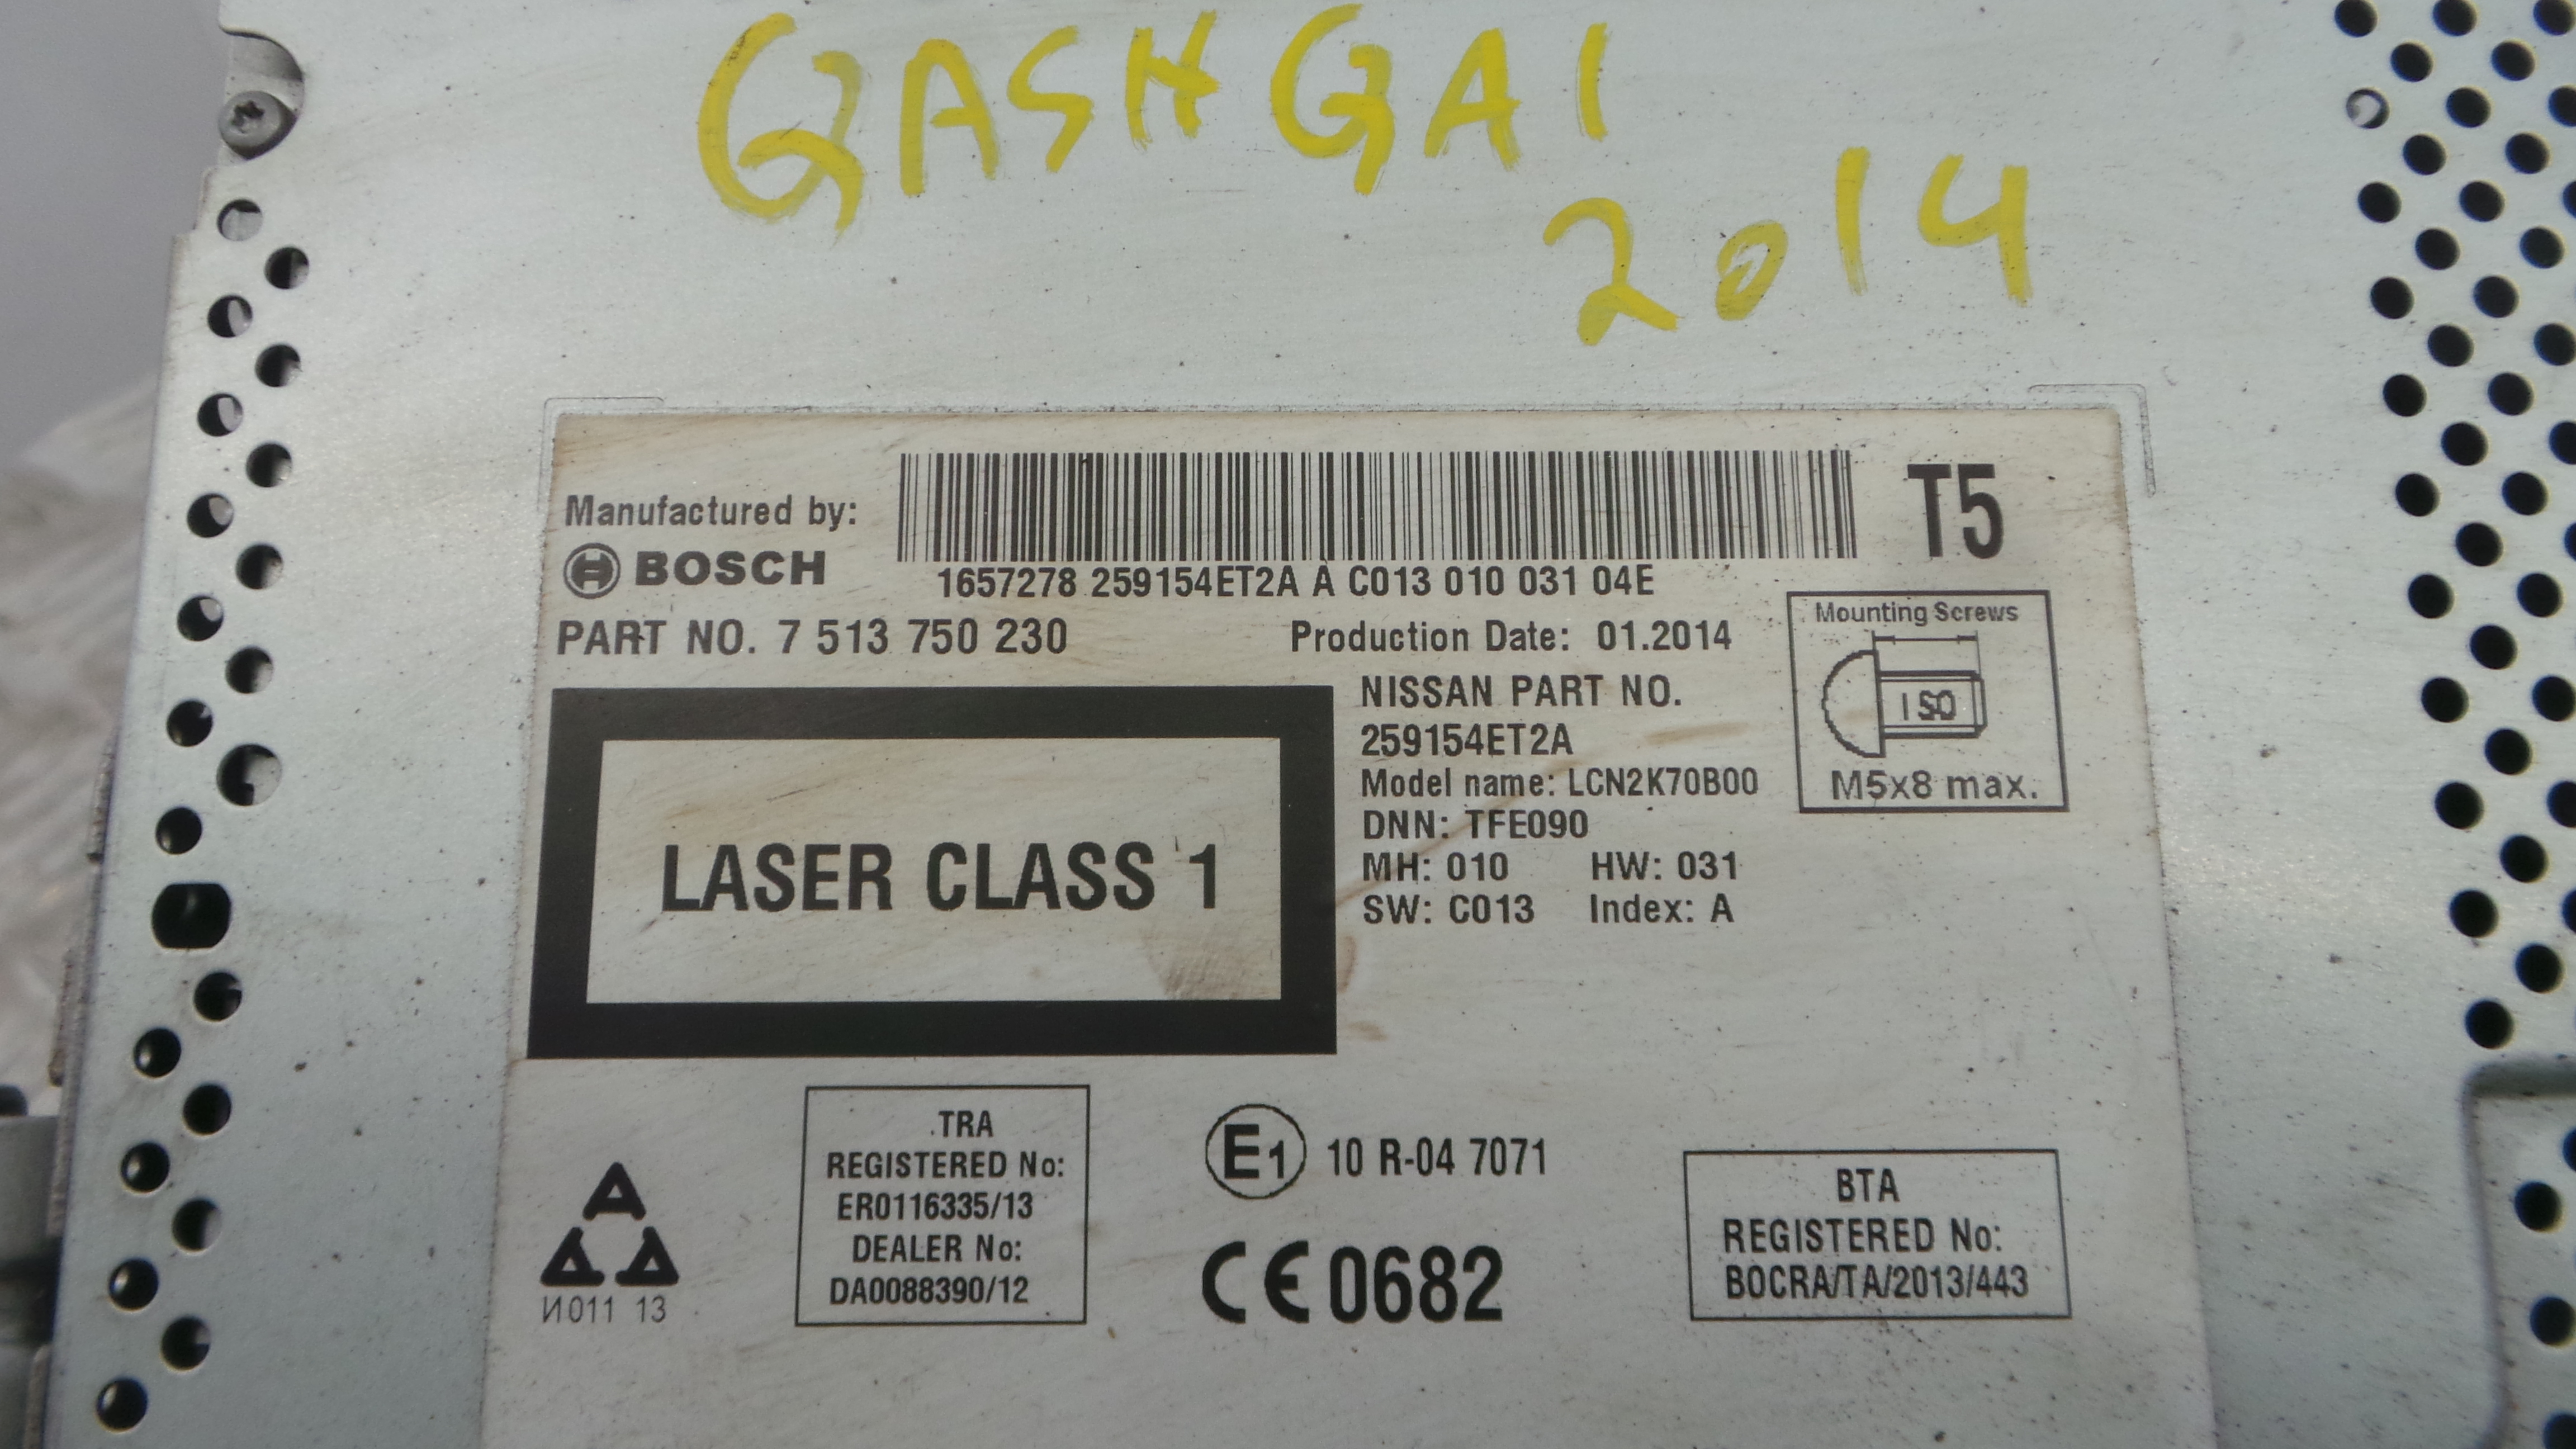 QASHQAI
2014
Manufactured by:
BOSCH
T5
1657278 259154ET2A A C013 010 031 04E
PART NO. 7 513 750 230
Production Date: 01.2014
Mounting Screws
ISO
M5x8 max.
NISSAN PART NO.
259154ET2A
Model name: LCN2K70B00
DNN: TFE090
MH: 010 HW: 031
SW: C013 Index: A
LASER CLASS 1
TRA
REGISTERED No:
ER0116335/13
DEALER No:
DA0088390/12
E1 10 R-04 7071
CE 0682
BTA
REGISTERED No:
BOCRA/TA/2013/443
И011 13